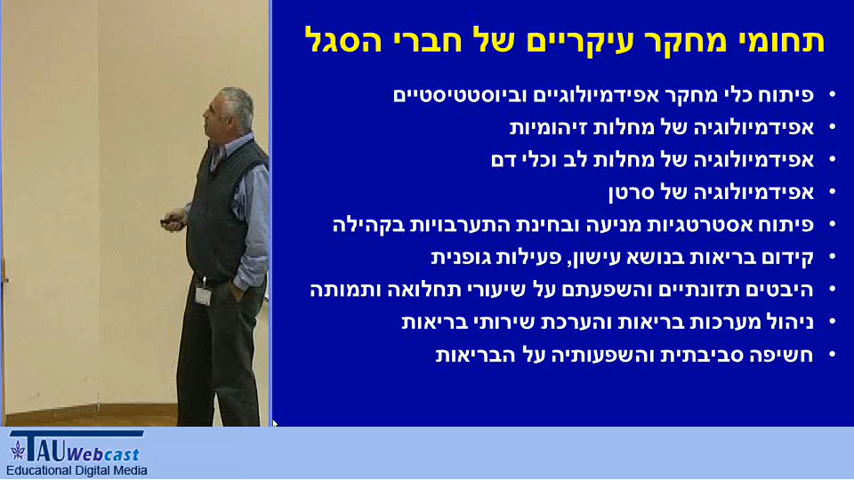 תחומי מחקר עיקריים של חברי הסגל
• פיתוח כלי מחקר אפידמיולוגיים וביוסטטיסטיים
• אפידמיולוגיה של מחלות זיהומיות
• אפידמיולוגיה של מחלות לב וכלי דם
• אפידמיולוגיה של סרטן
• פיתוח אסטרטגיות מניעה ובחינת התערבויות בקהילה
• קידום בריאות בנושא עישון, פעילות גופנית
• היבטים תזונתיים והשפעתם על שיעורי תחלואה ותמותה
• ניהול מערכות בריאות והערכת שירותי בריאות
• חשיפה סביבתית והשפעותיה על הבריאות
TAU Webcast
Educational Digital Media